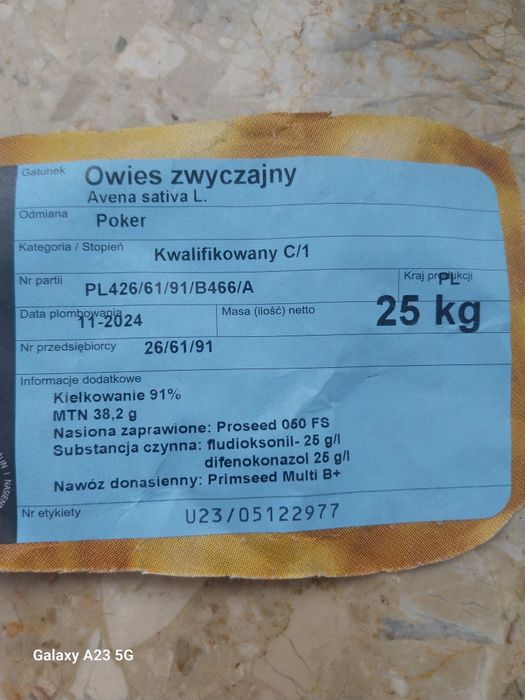 Gatunek Owies zwyczajny
Avena sativa L.
Odmiana Poker
Kategoria / Stopień Kwalifikowany C/1
Nr partii PL426/61/91/B466/A Kraj produkcji PL
Data plombowania 11-2024 Masa (ilość) netto 25 kg
Nr przedsiębiorcy 26/61/91
Informacje dodatkowe
Kiełkowanie 91%
MTN 38,2 g
Nasiona zaprawione: Proseed 050 FS
Substancja czynna: fludioksonil- 25 g/l
difenokonazol 25 g/l
Nawóz donasienny: Primseed Multi B+
Nr etykiety U23/05122977
Galaxy A23 5G